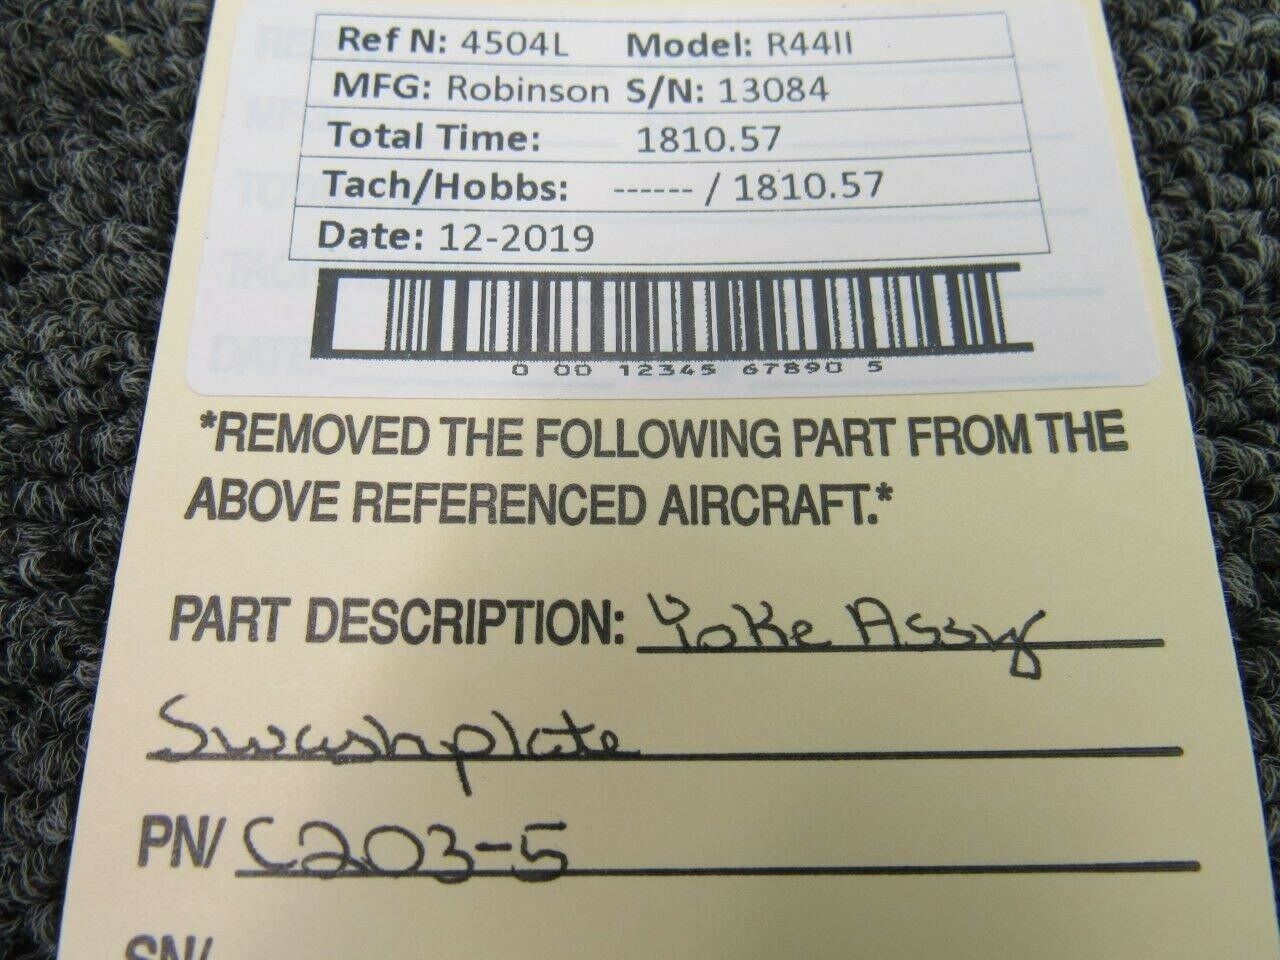 Ref N: 4504L Model: R44II
MFG: Robinson S/N: 13084
Total Time: 1810.57
Tach/Hobbs: ------ / 1810.57
Date: 12-2019
0 00 12345 67890 5
*REMOVED THE FOLLOWING PART FROM THE
ABOVE REFERENCED AIRCRAFT.*
PART DESCRIPTION: Yoke Assy
Swashplate
PN/ C203-5
SN/